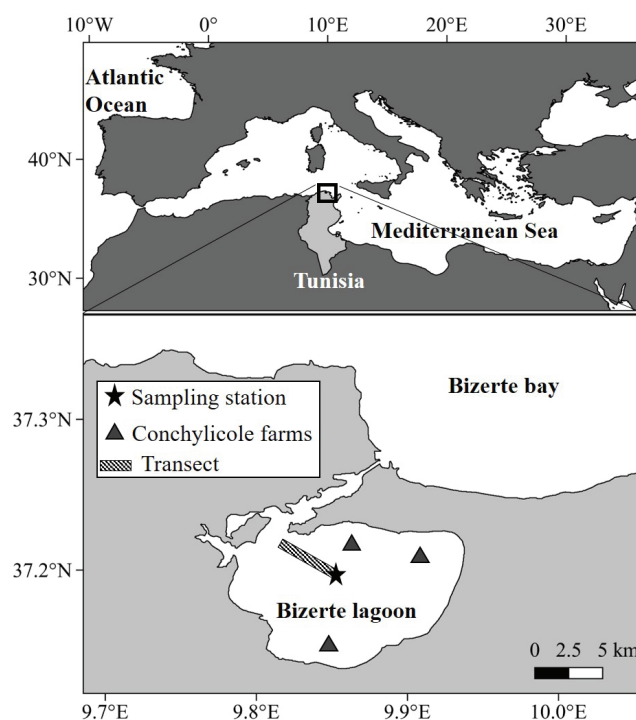 10°W 0° 10°E 20°E 30°E
Atlantic
Ocean
40°N
Mediterranean Sea
30°N
Tunisia
Bizerte bay
Sampling station
37.3°N
Conchylicole farms
Transect
37.2°N
Bizerte lagoon
0 2.5 5 km
9.7°E 9.8°E 9.9°E 10.0°E